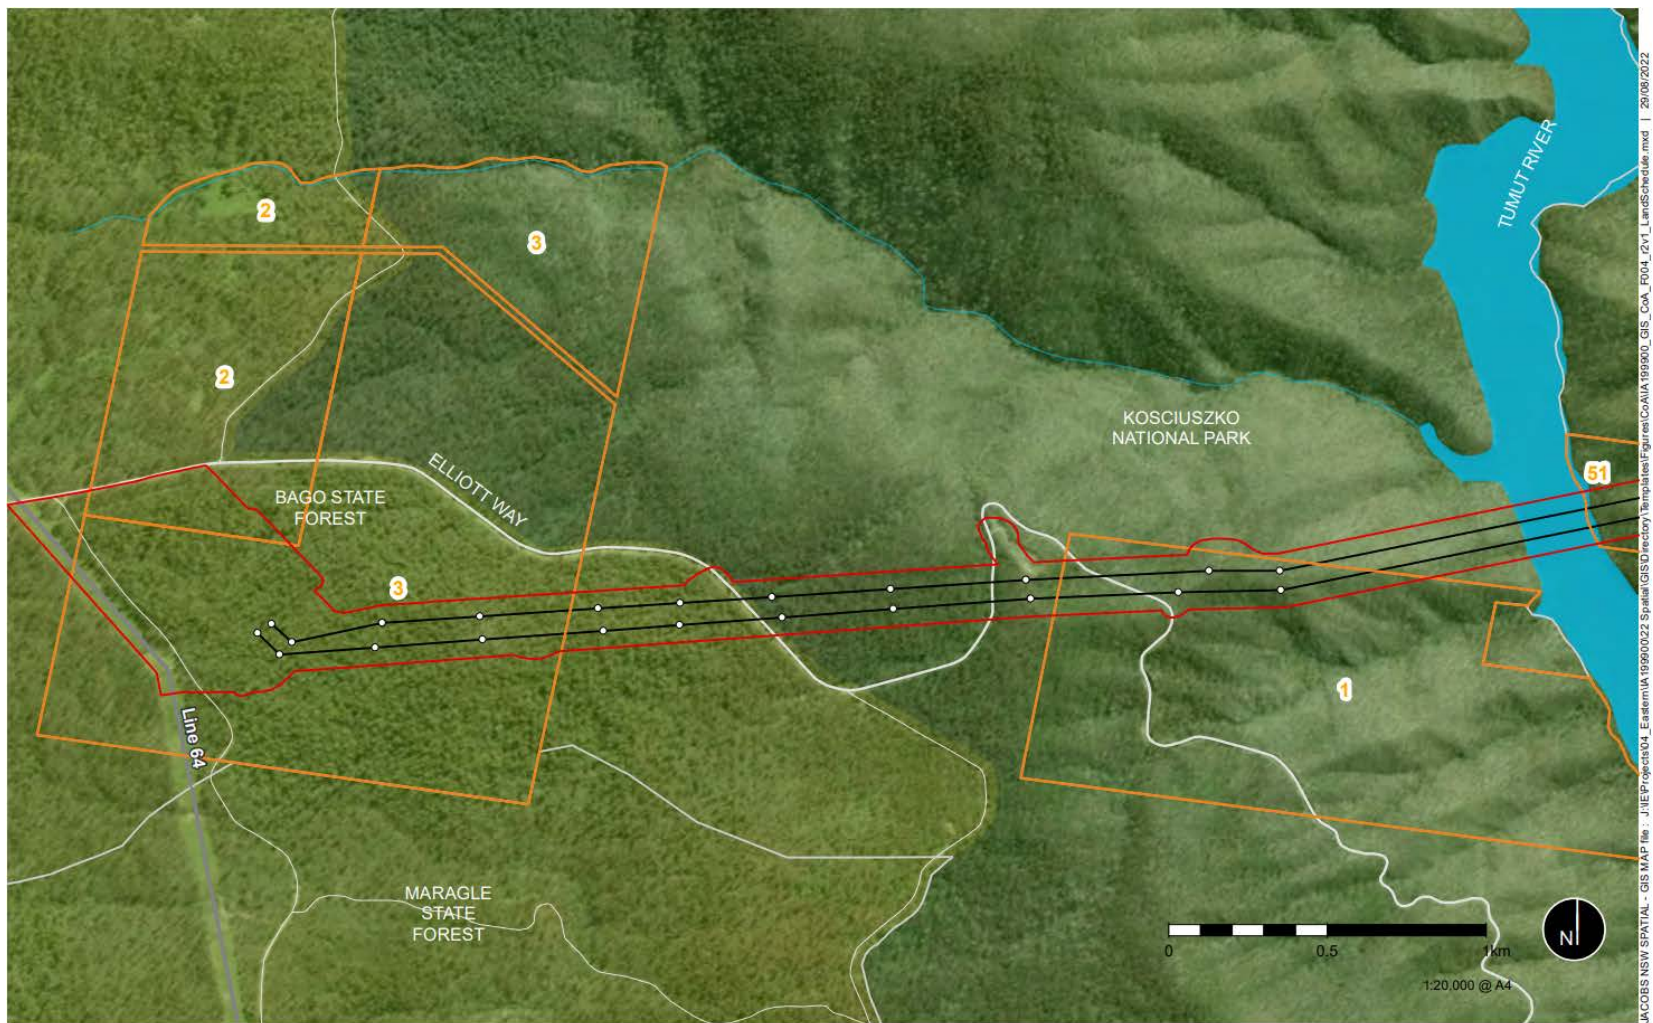 2
3
TUMUT RIVER
2
KOSCIUSZKO
NATIONAL PARK
ELLIOTT WAY
51
BAGO STATE
FOREST
3
1
Line 64
MARAGLE
STATE
FOREST
0
0.5
1km
N
1:20,000 @ A4
JACOBS NSW SPATIAL - GIS MAP file : J:\IE\Projects\04_Eastern\IA199900\22 Spatial\GIS\Directory\Templates\Figures\CoA\IA199900_GIS_CoA_F004_r2v1_LandSchedule.mxd | 29/08/2022